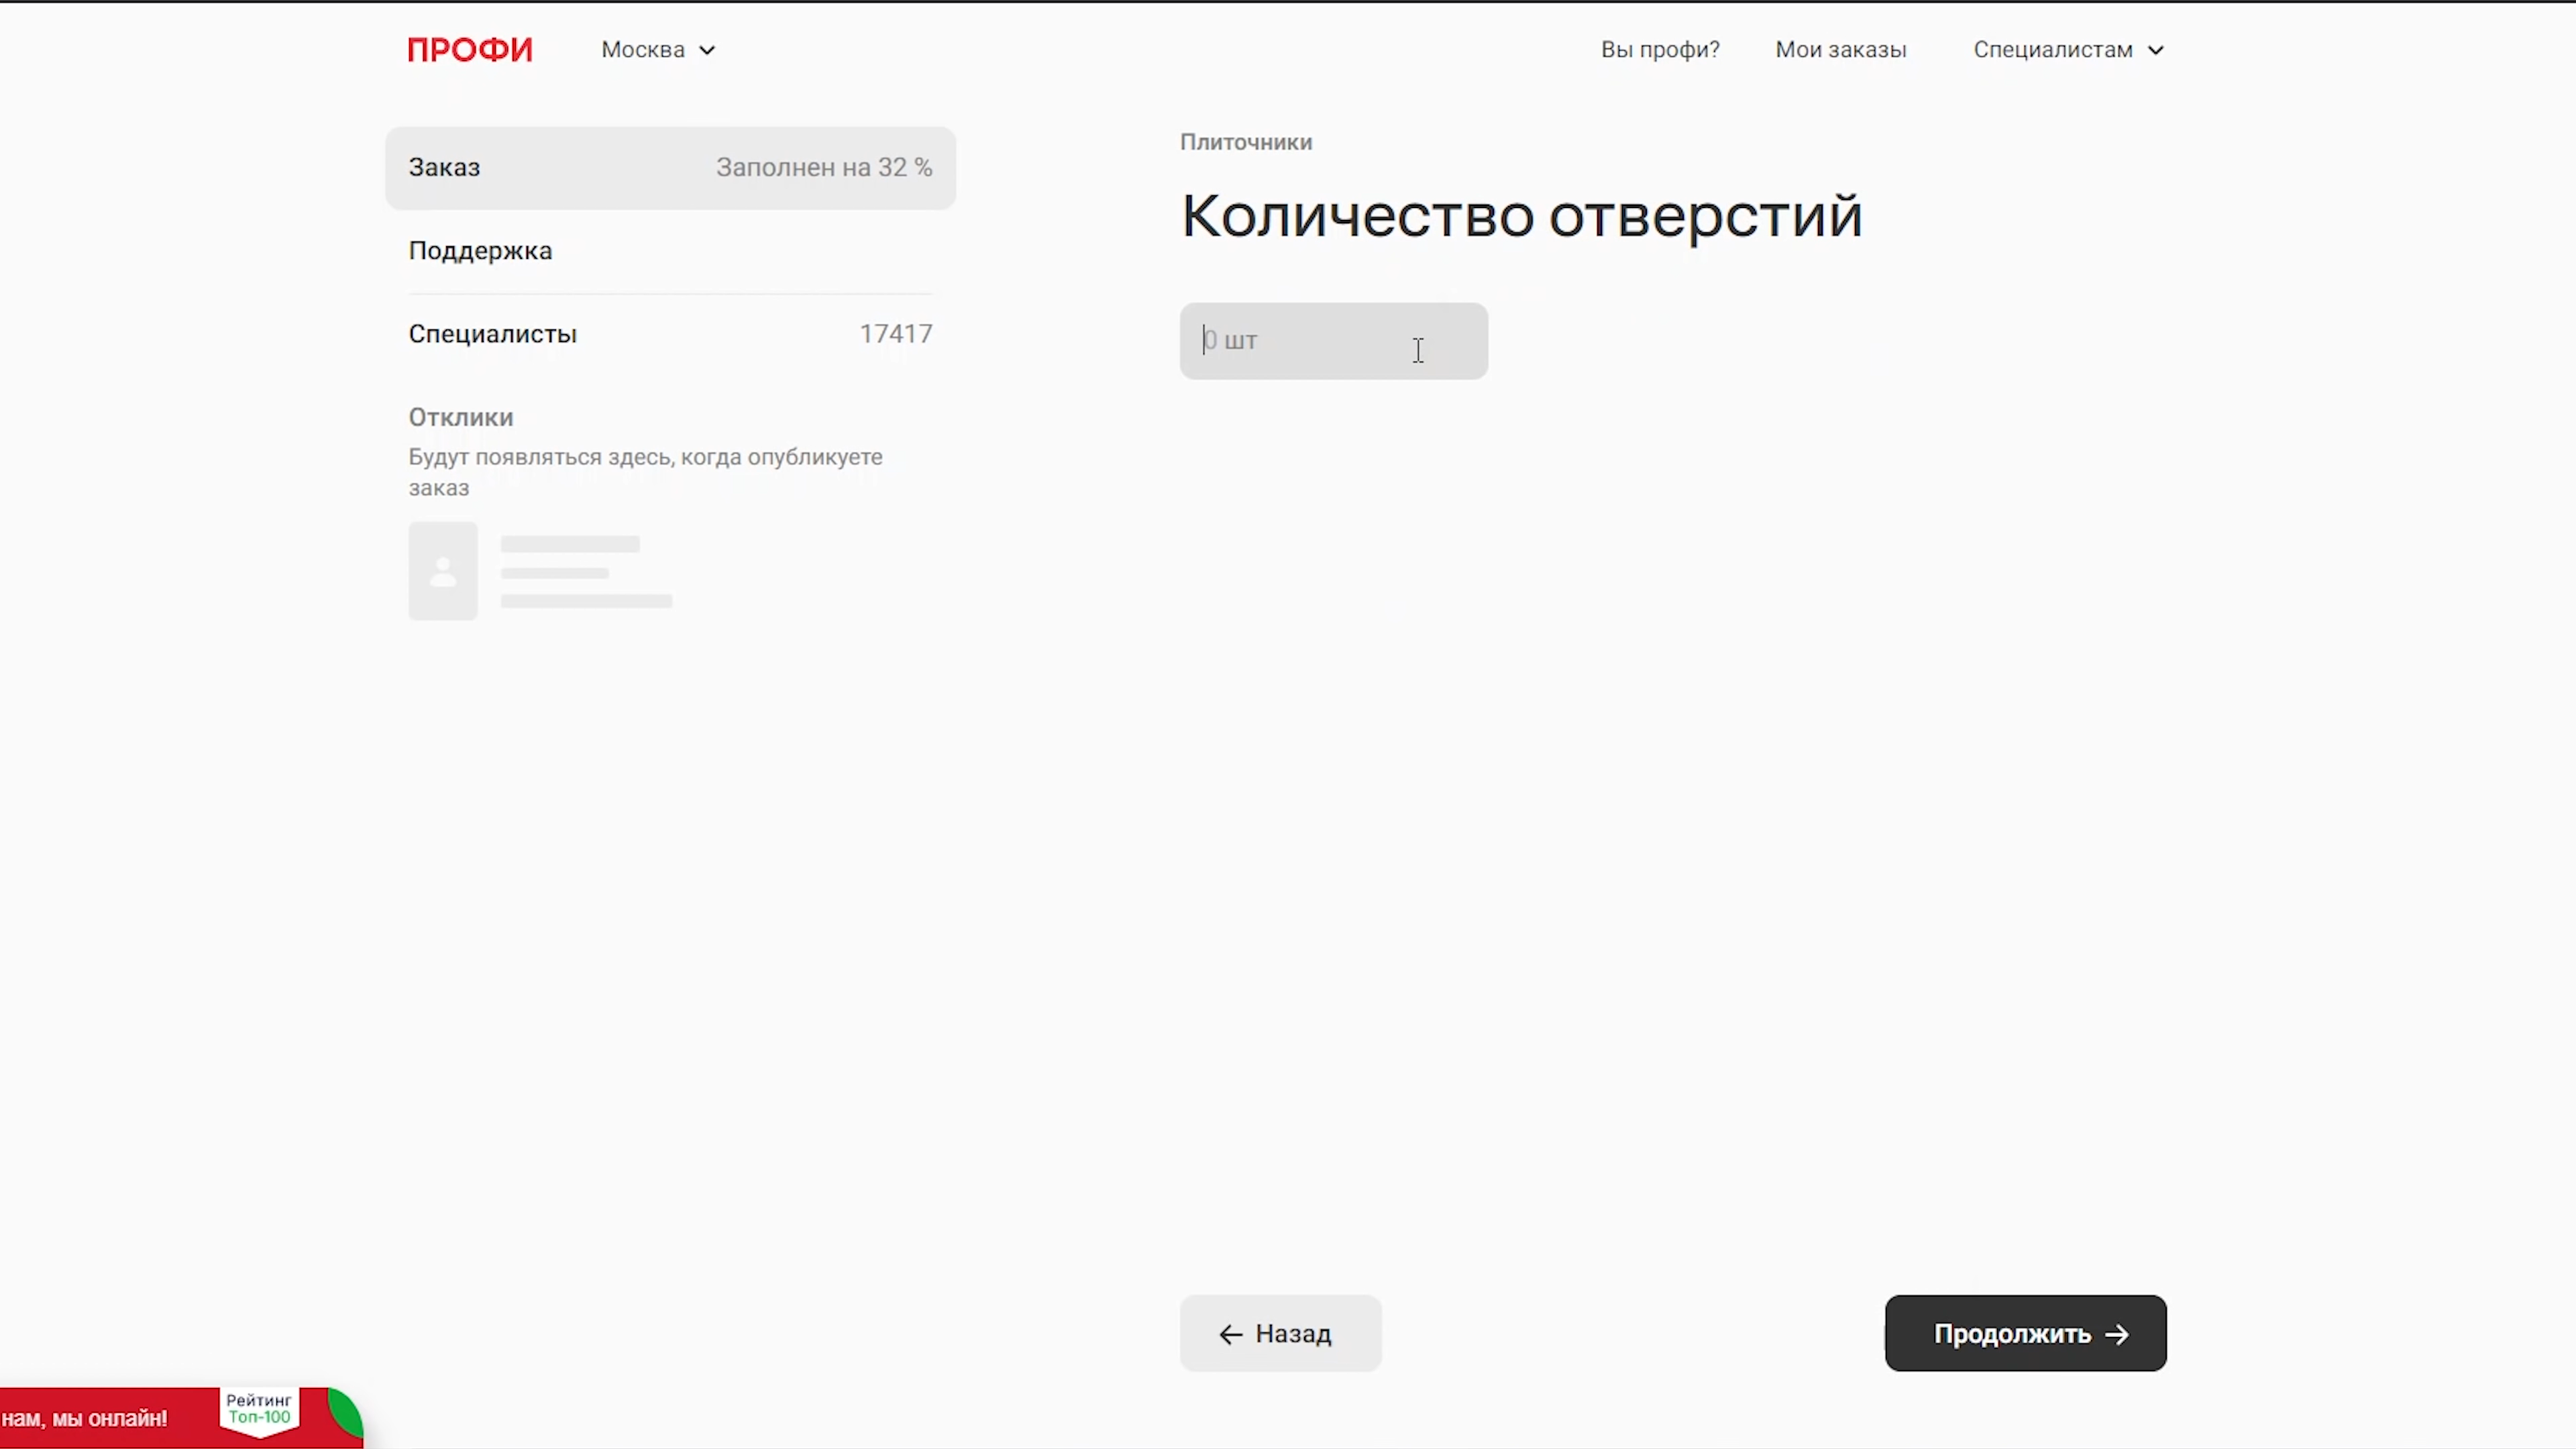 ПРОФИ
Москва
Вы профи?
Мои заказы
Специалистам
Заказ
Заполнен на 32 %
Поддержка
Специалисты
17417
Отклики
Будут появляться здесь, когда опубликуете
заказ
Плиточники
Количество отверстий
0 шт
Назад
Продолжить
нам, мы онлайн!
Рейтинг
Топ-100